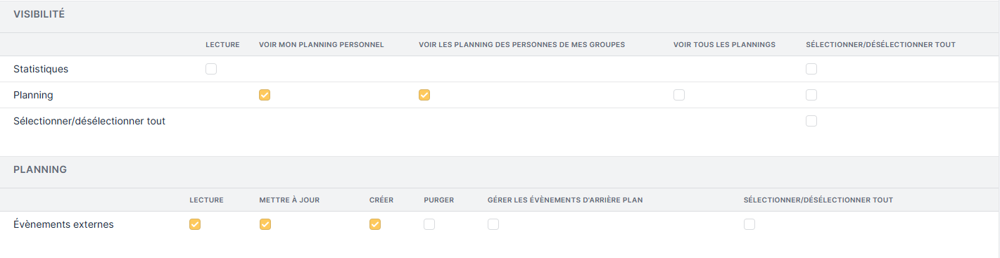 VISIBILITÉ
LECTURE VOIR MON PLANNING PERSONNEL VOIR LES PLANNING DES PERSONNES DE MES GROUPES VOIR TOUS LES PLANNINGS SÉLECTIONNER/DÉSÉLECTIONNER TOUT
Statistiques
Planning
Sélectionner/désélectionner tout
PLANNING
LECTURE METTRE À JOUR CRÉER PURGER GÉRER LES ÉVÈNEMENTS D'ARRIÈRE PLAN SÉLECTIONNER/DÉSÉLECTIONNER TOUT
Évènements externes